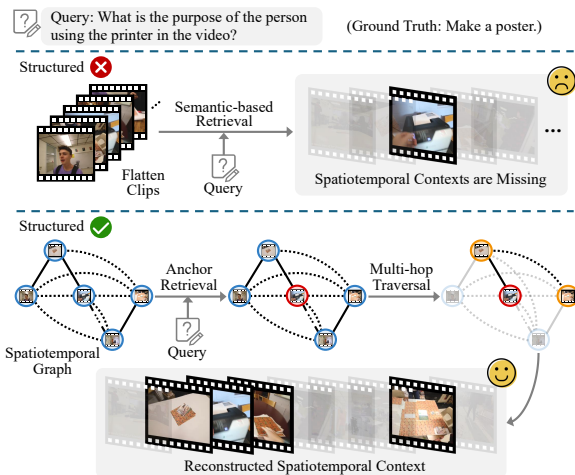 Query: What is the purpose of the person
using the printer in the video?
(Ground Truth: Make a poster.)
Structured
Semantic-based
Retrieval
Flatten
Clips
Query
...
...
Spatiotemporal Contexts are Missing
Structured
Anchor
Retrieval
Multi-hop
Traversal
Query
Spatiotemporal
Graph
Reconstructed Spatiotemporal Context